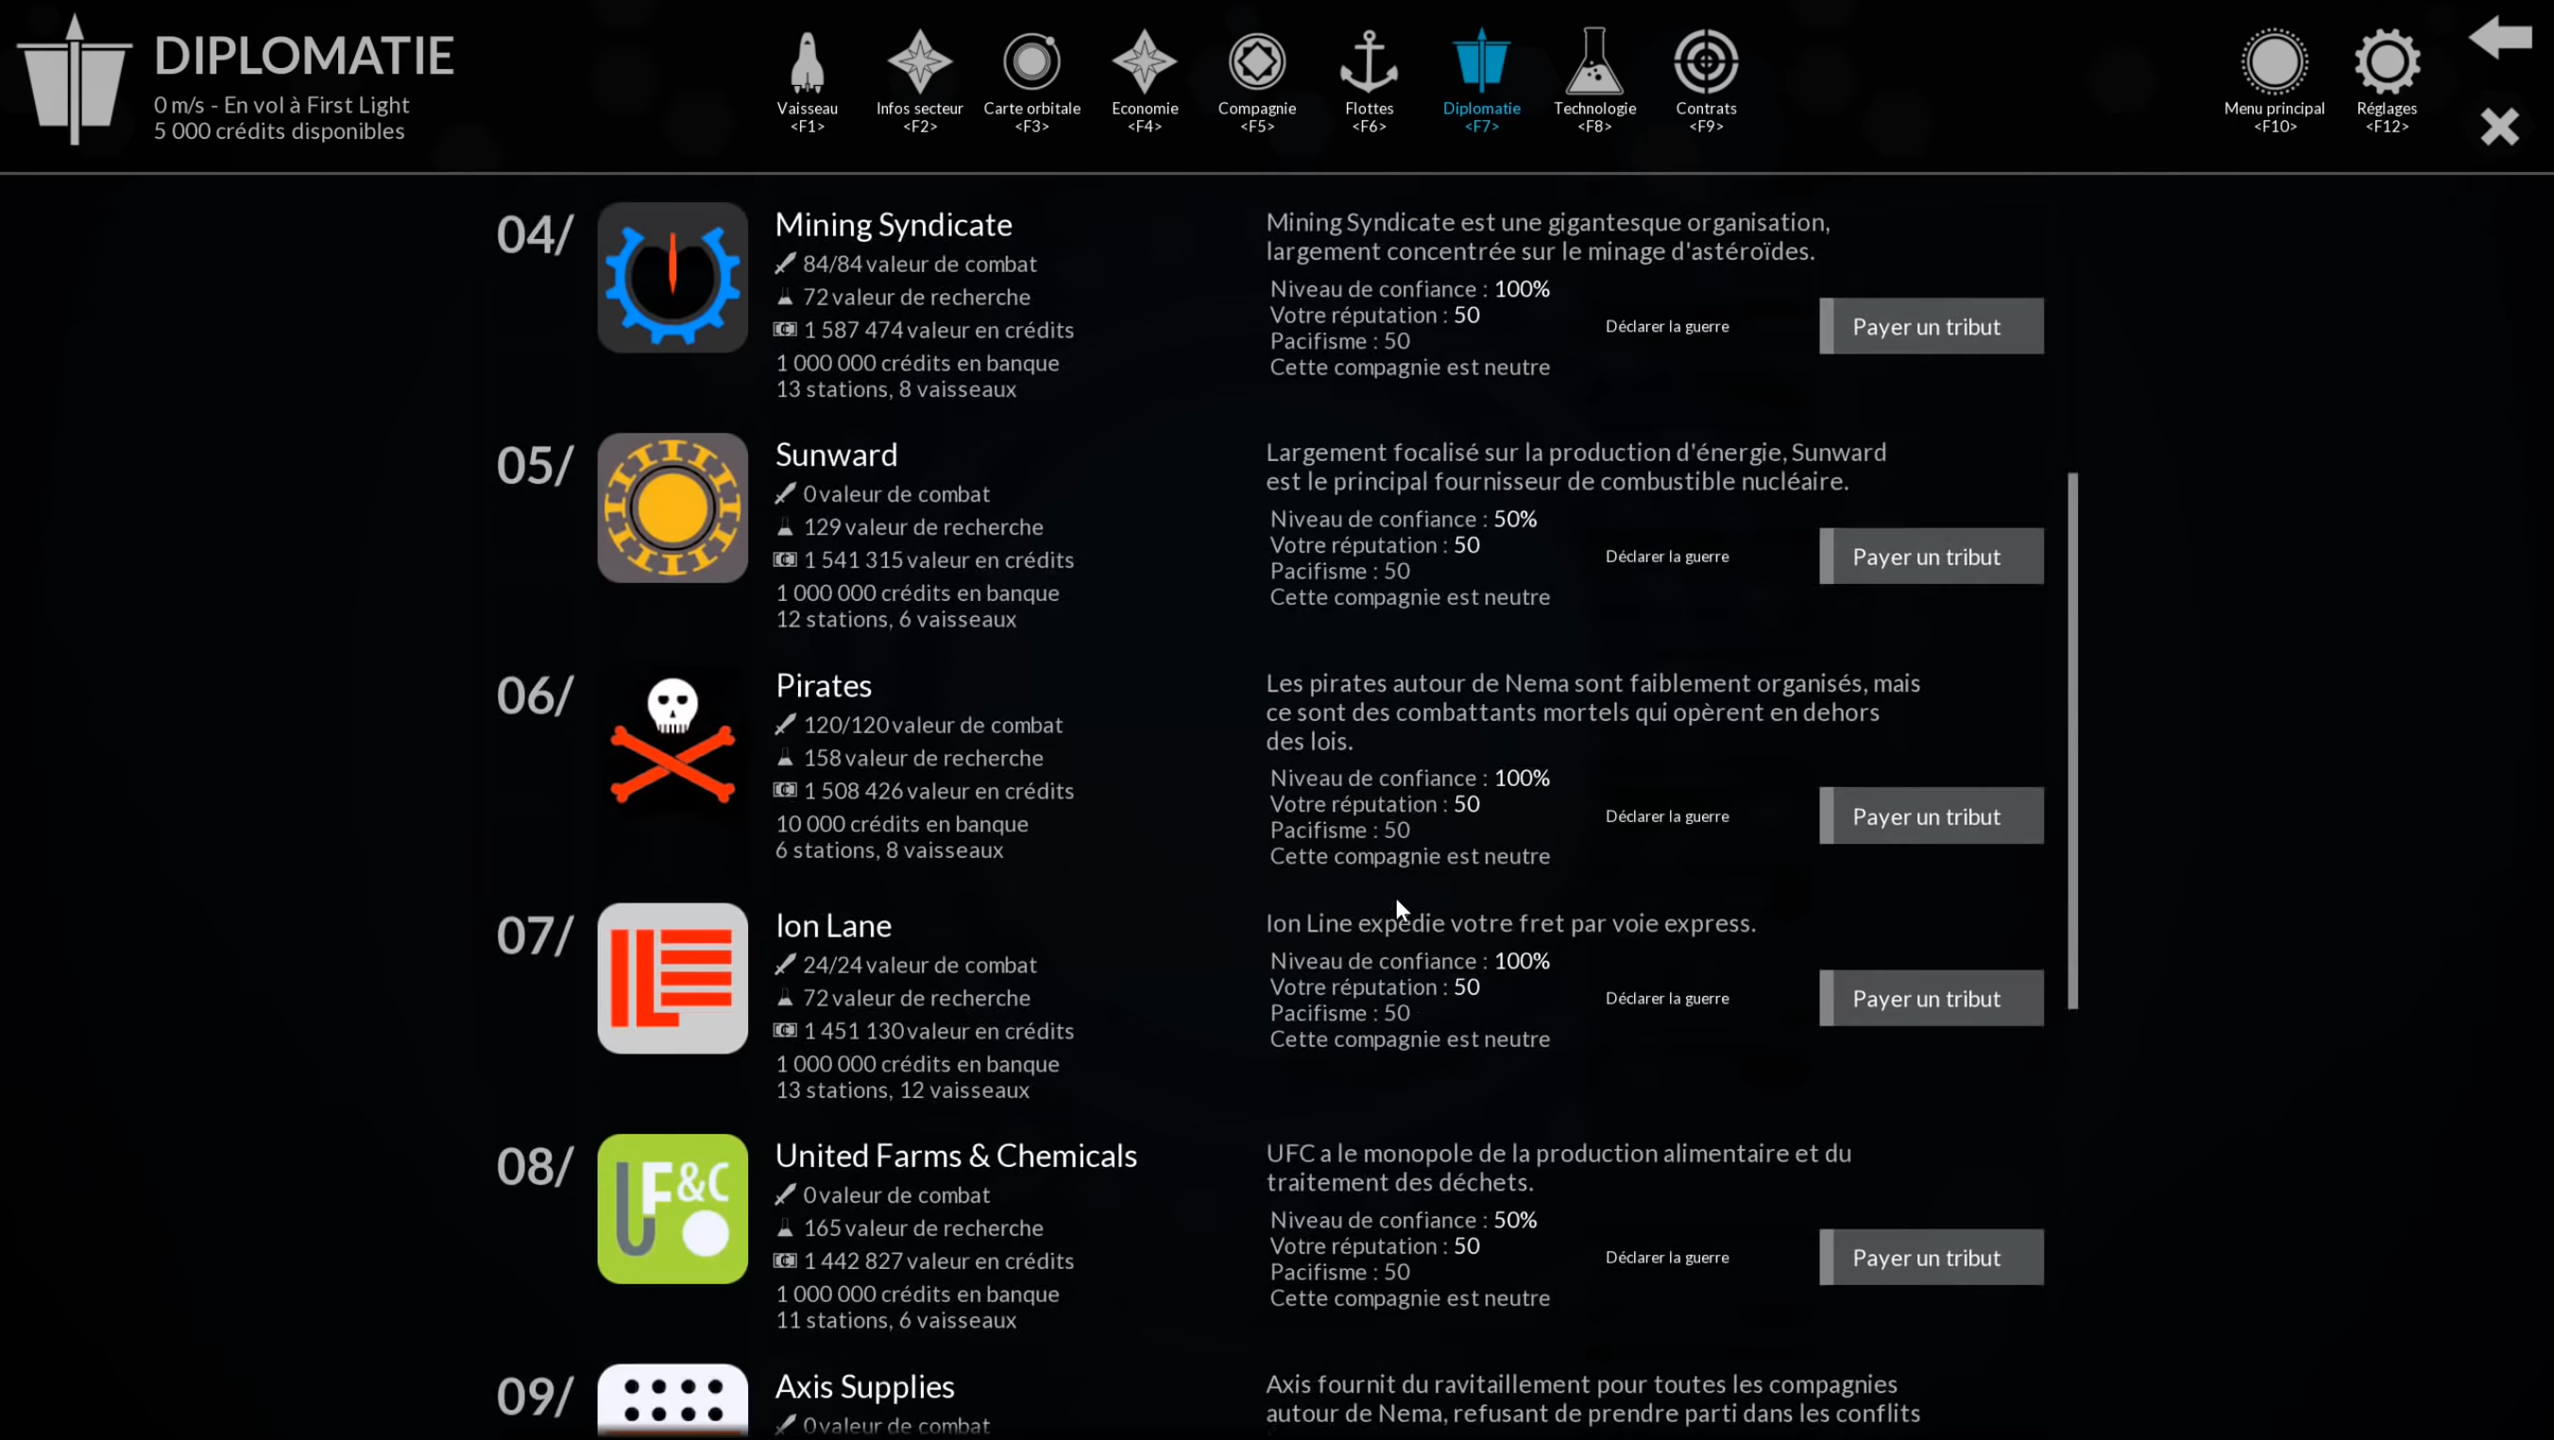 DIPLOMATIE
0 m/s - En vol à First Light
5 000 crédits disponibles
Vaisseau
<F1>
Infos secteur
<F2>
Carte orbitale
<F3>
Economie
<F4>
Compagnie
<F5>
Flottes
<F6>
Diplomatie
<F7>
Technologie
<F8>
Contrats
<F9>
Menu principal
<F10>
Réglages
<F12>
04/
Mining Syndicate
84/84 valeur de combat
72 valeur de recherche
1 587 474 valeur en crédits
1 000 000 crédits en banque
13 stations, 8 vaisseaux
Mining Syndicate est une gigantesque organisation,
largement concentrée sur le minage d'astéroïdes.
Niveau de confiance : 100%
Votre réputation : 50
Pacifisme : 50
Cette compagnie est neutre
Déclarer la guerre
Payer un tribut
05/
Sunward
0 valeur de combat
129 valeur de recherche
1 541 315 valeur en crédits
1 000 000 crédits en banque
12 stations, 6 vaisseaux
Largement focalisé sur la production d'énergie, Sunward
est le principal fournisseur de combustible nucléaire.
Niveau de confiance : 50%
Votre réputation : 50
Pacifisme : 50
Cette compagnie est neutre
Déclarer la guerre
Payer un tribut
06/
Pirates
120/120 valeur de combat
158 valeur de recherche
1 508 426 valeur en crédits
10 000 crédits en banque
6 stations, 8 vaisseaux
Les pirates autour de Nema sont faiblement organisés, mais
ce sont des combattants mortels qui opèrent en dehors
des lois.
Niveau de confiance : 100%
Votre réputation : 50
Pacifisme : 50
Cette compagnie est neutre
Déclarer la guerre
Payer un tribut
07/
Ion Lane
24/24 valeur de combat
72 valeur de recherche
1 451 130 valeur en crédits
1 000 000 crédits en banque
13 stations, 12 vaisseaux
Ion Line expédie votre fret par voie express.
Niveau de confiance : 100%
Votre réputation : 50
Pacifisme : 50
Cette compagnie est neutre
Déclarer la guerre
Payer un tribut
08/
UF&C
United Farms & Chemicals
0 valeur de combat
165 valeur de recherche
1 442 827 valeur en crédits
1 000 000 crédits en banque
11 stations, 6 vaisseaux
UFC a le monopole de la production alimentaire et du
traitement des déchets.
Niveau de confiance : 50%
Votre réputation : 50
Pacifisme : 50
Cette compagnie est neutre
Déclarer la guerre
Payer un tribut
09/
Axis Supplies
0 valeur de combat
Axis fournit du ravitaillement pour toutes les compagnies
autour de Nema, refusant de prendre parti dans les conflits